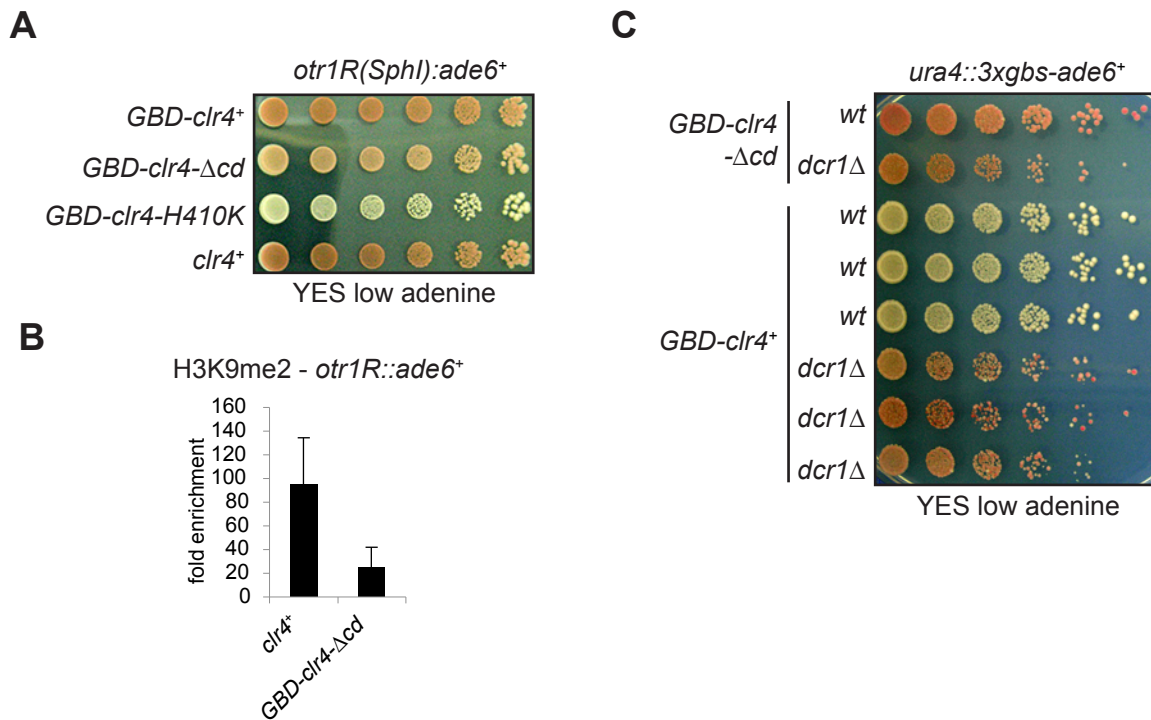 A
otr1R(SphI):ade6+
GBD-clr4+
GBD-clr4-Δcd
GBD-clr4-H410K
clr4+
YES low adenine
B
H3K9me2 - otr1R::ade6+
fold enrichment
160
140
120
100
80
60
40
20
0
clr4+
GBD-clr4-Δcd
C
ura4::3xgbs-ade6+
GBD-clr4
-Δcd
wt
dcr1Δ
GBD-clr4+
wt
wt
wt
dcr1Δ
dcr1Δ
dcr1Δ
YES low adenine